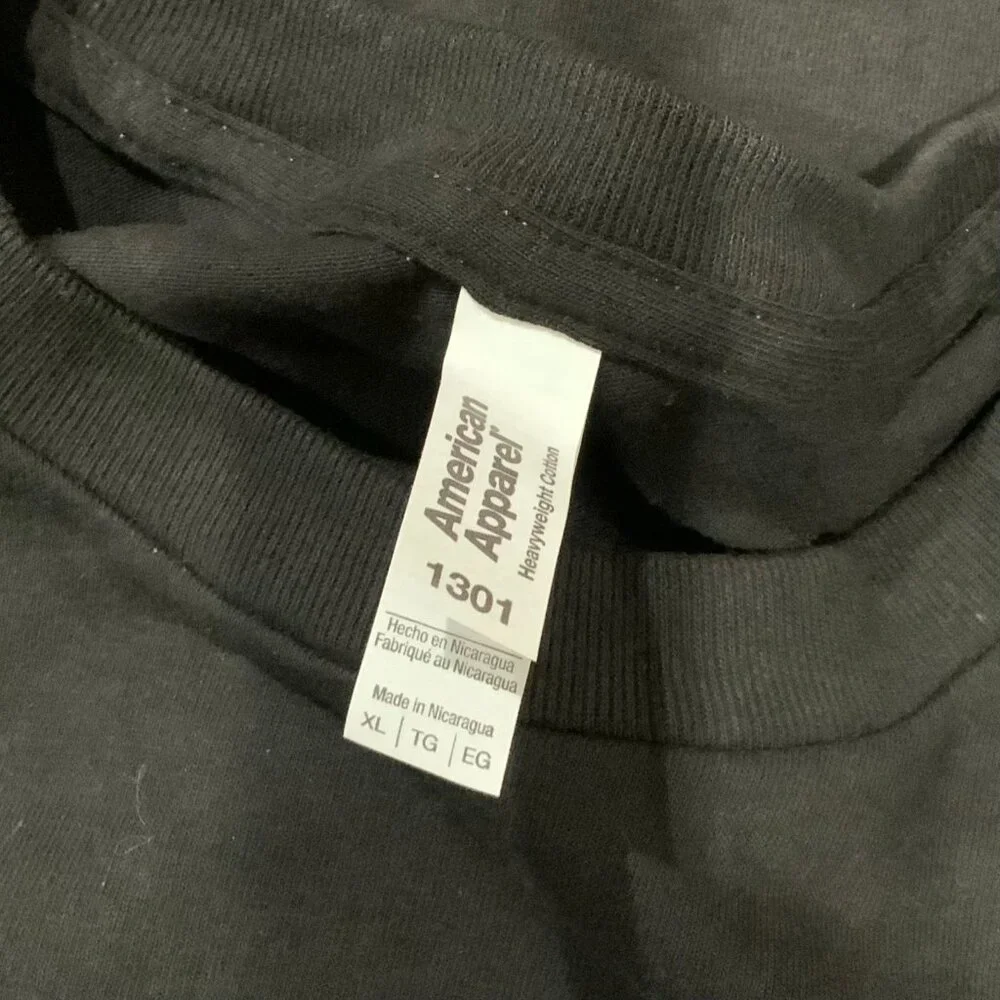 American
Apparel
Heavyweight Cotton
1301
Hecho en Nicaragua
Fabriqué au Nicaragua
Made in Nicaragua
XL | TG | EG